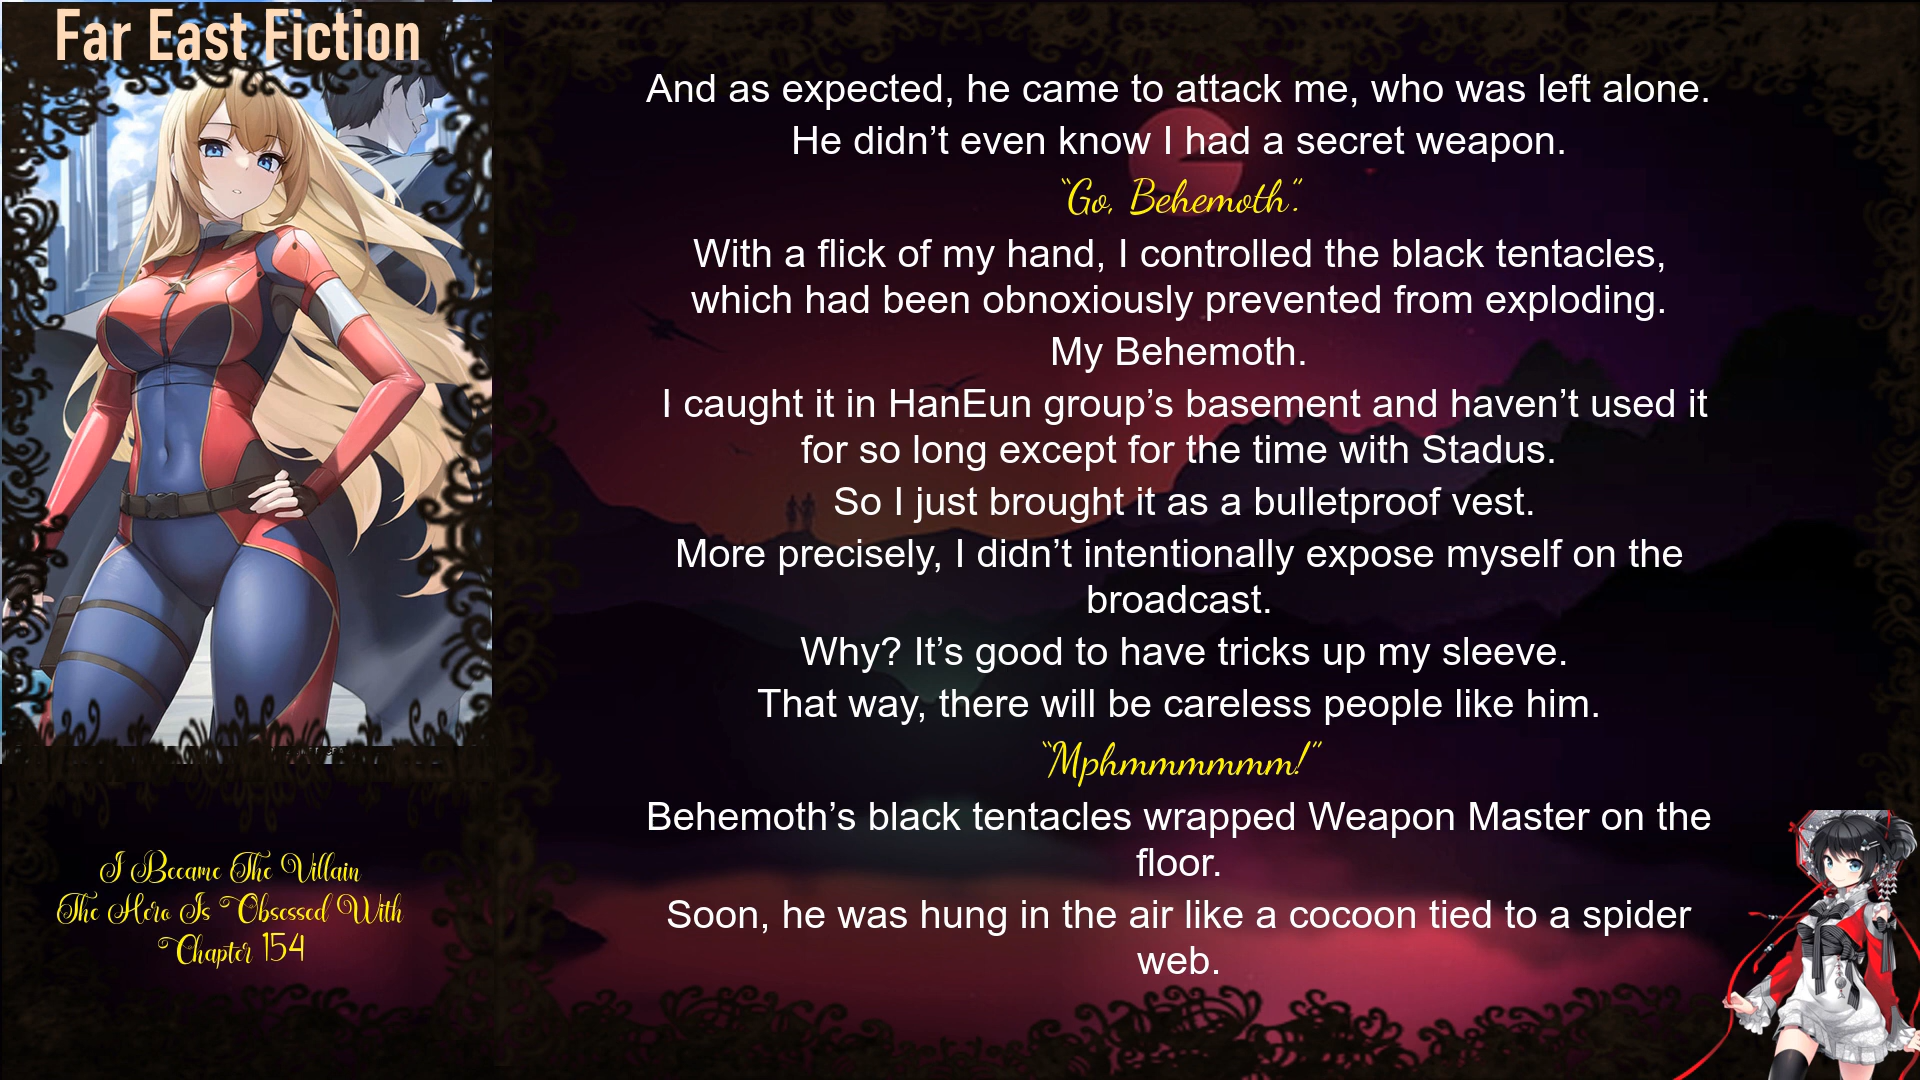 Far East Fiction
And as expected, he came to attack me, who was left alone.
He didn’t even know I had a secret weapon.
“Go, Behemoth”.
With a flick of my hand, I controlled the black tentacles,
which had been obnoxiously prevented from exploding.
My Behemoth.
I caught it in HanEun group’s basement and haven’t used it
for so long except for the time with Stadus.
So I just brought it as a bulletproof vest.
More precisely, I didn’t intentionally expose myself on the
broadcast.
Why? It’s good to have tricks up my sleeve.
That way, there will be careless people like him.
“Mphmmmmmm!”
Behemoth’s black tentacles wrapped Weapon Master on the
floor.
Soon, he was hung in the air like a cocoon tied to a spider
web.
I Became The Villain
The Hero Is Obsessed With
Chapter 154